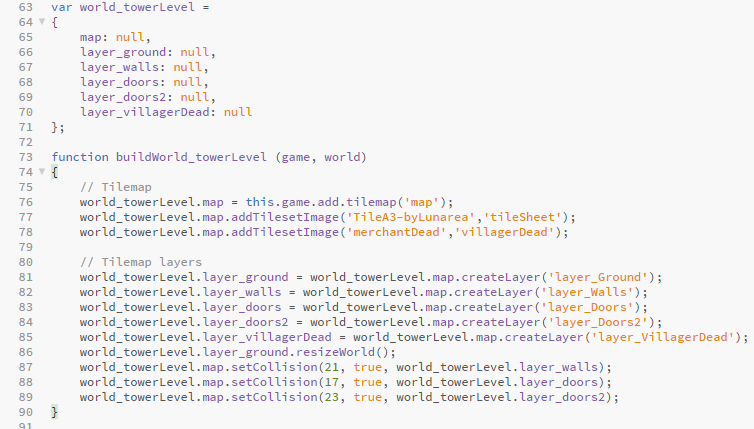 63 var world_towerLevel =
64 {
65 map: null,
66 layer_ground: null,
67 layer_walls: null,
68 layer_doors: null,
69 layer_doors2: null,
70 layer_villagerDead: null
71 };
72
73 function buildWorld_towerLevel (game, world)
74 {
75 // Tilemap
76 world_towerLevel.map = this.game.add.tilemap('map');
77 world_towerLevel.map.addTilesetImage('TileA3-byLunarea','tileSheet');
78 world_towerLevel.map.addTilesetImage('merchantDead','villagerDead');
79
80 // Tilemap layers
81 world_towerLevel.layer_ground = world_towerLevel.map.createLayer('layer_Ground');
82 world_towerLevel.layer_walls = world_towerLevel.map.createLayer('layer_Walls');
83 world_towerLevel.layer_doors = world_towerLevel.map.createLayer('layer_Doors');
84 world_towerLevel.layer_doors2 = world_towerLevel.map.createLayer('layer_Doors2');
85 world_towerLevel.layer_villagerDead = world_towerLevel.map.createLayer('layer_VillagerDead');
86 world_towerLevel.layer_ground.resizeWorld();
87 world_towerLevel.map.setCollision(21, true, world_towerLevel.layer_walls);
88 world_towerLevel.map.setCollision(17, true, world_towerLevel.layer_doors);
89 world_towerLevel.map.setCollision(23, true, world_towerLevel.layer_doors2);
90 }
91